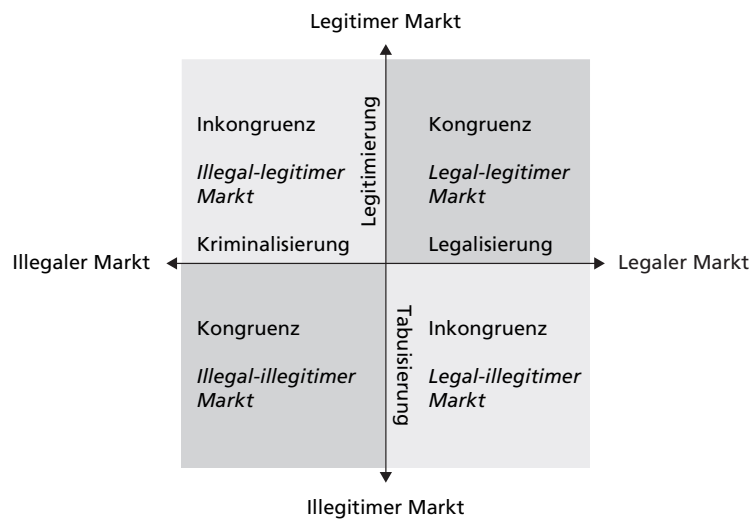 Legitimer Markt
Inkongruenz
Illegal-legitimer
Markt
Kriminalisierung
Legitimierung
Kongruenz
Legal-legitimer
Markt
Legalisierung
Illegaler Markt
Legaler Markt
Kongruenz
Illegal-illegitimer
Markt
Tabuisierung
Inkongruenz
Legal-illegitimer
Markt
Illegitimer Markt